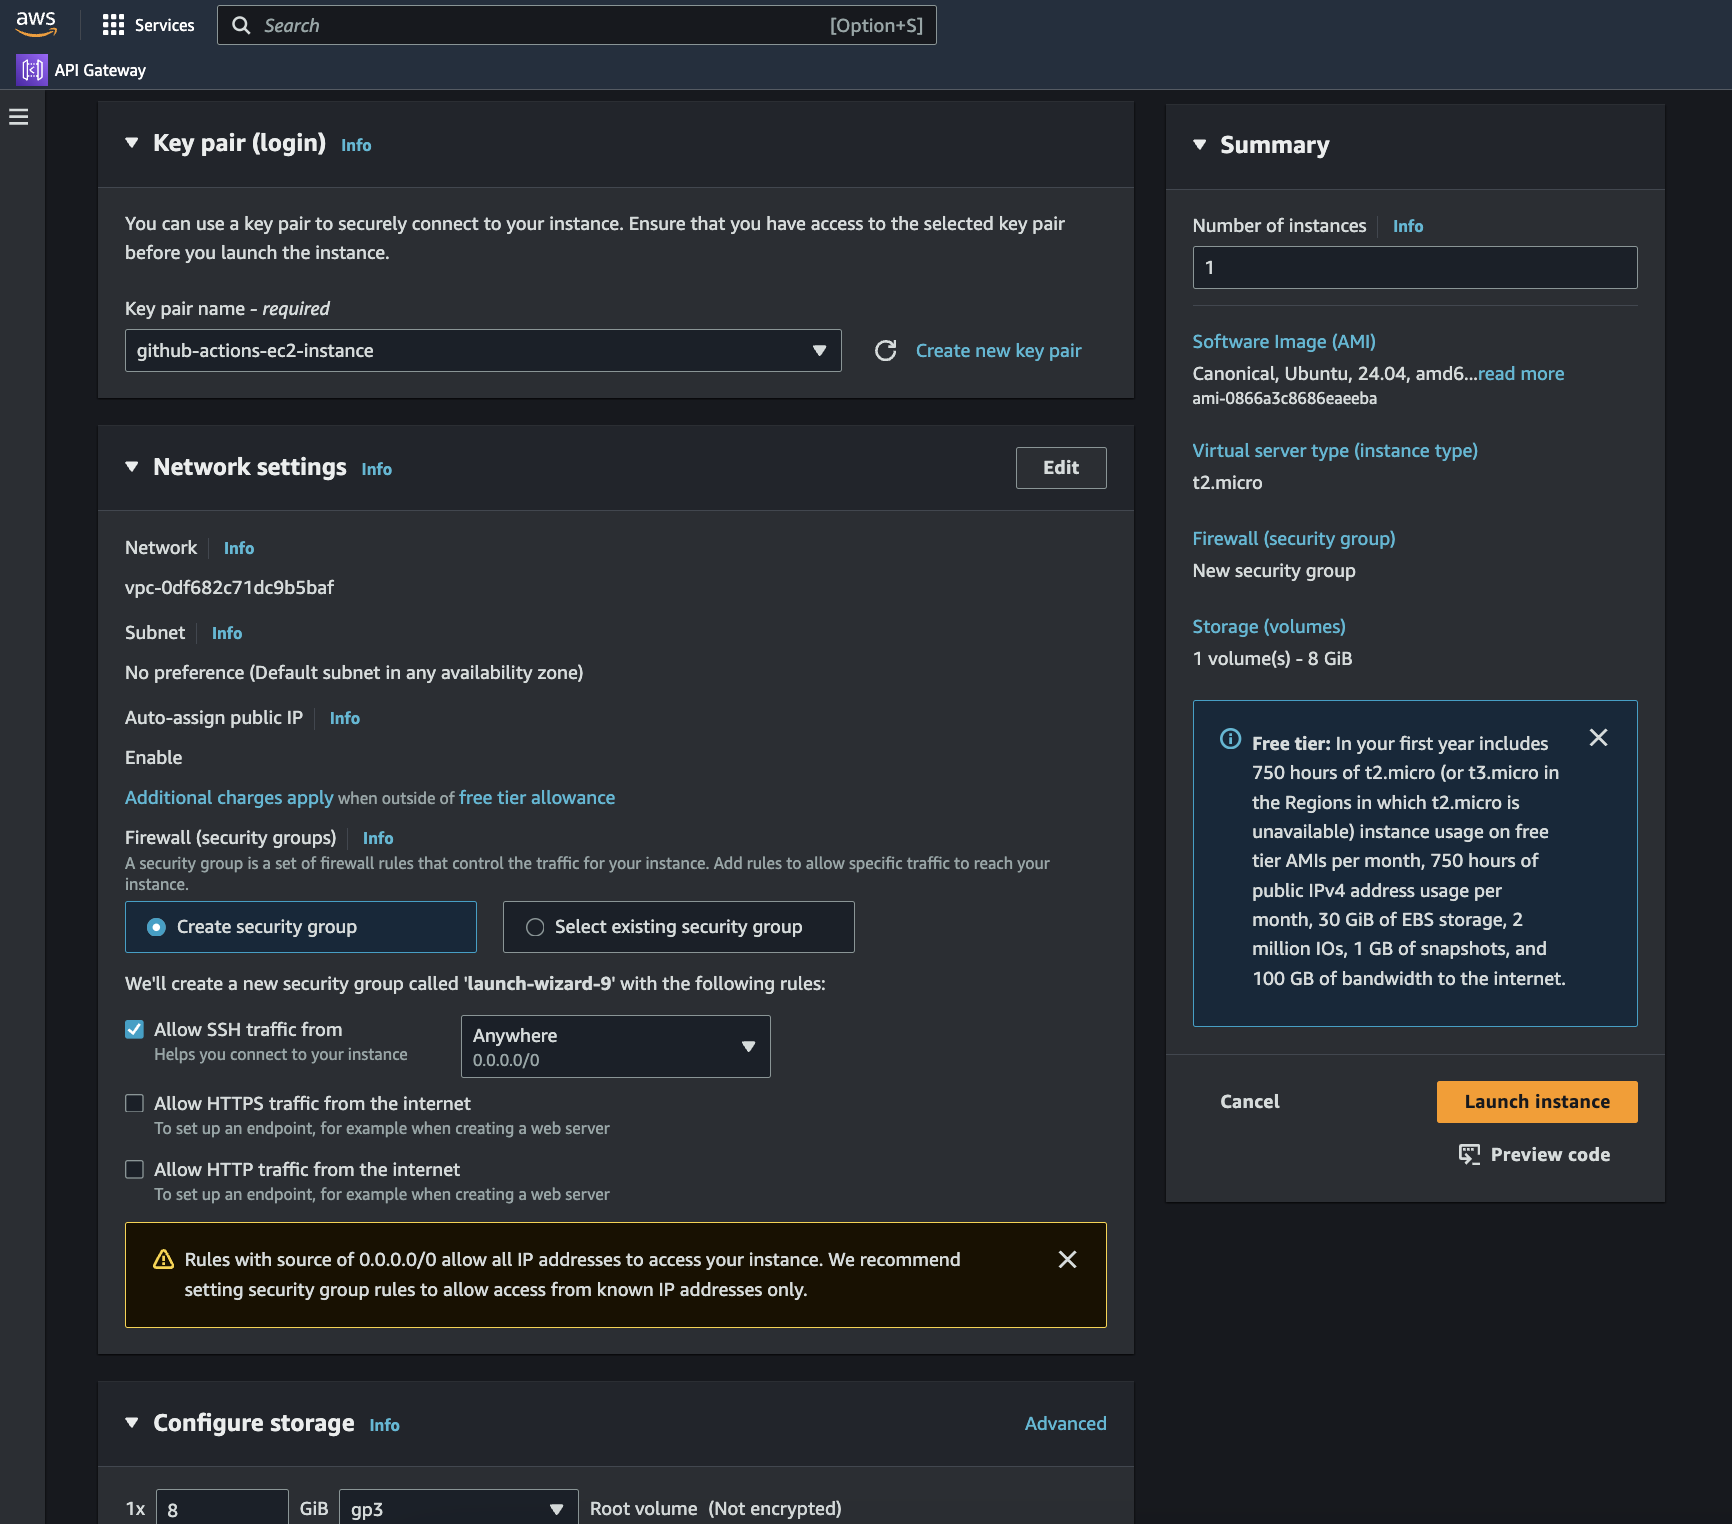 aws
Services
Search
[Option+S]
API Gateway
Key pair (login) Info
You can use a key pair to securely connect to your instance. Ensure that you have access to the selected key pair
before you launch the instance.
Key pair name - required
github-actions-ec2-instance
Create new key pair
Network settings Info
Edit
Network Info
vpc-0df682c71dc9b5baf
Subnet Info
No preference (Default subnet in any availability zone)
Auto-assign public IP Info
Enable
Additional charges apply when outside of free tier allowance
Firewall (security groups) Info
A security group is a set of firewall rules that control the traffic for your instance. Add rules to allow specific traffic to reach your
instance.
Create security group
Select existing security group
We'll create a new security group called 'launch-wizard-9' with the following rules:
Allow SSH traffic from
Helps you connect to your instance
Anywhere
0.0.0.0/0
Allow HTTPS traffic from the internet
To set up an endpoint, for example when creating a web server
Allow HTTP traffic from the internet
To set up an endpoint, for example when creating a web server
Rules with source of 0.0.0.0/0 allow all IP addresses to access your instance. We recommend
setting security group rules to allow access from known IP addresses only.
Configure storage Info
Advanced
1x 8 GiB gp3 Root volume (Not encrypted)
Summary
Number of instances Info
1
Software Image (AMI)
Canonical, Ubuntu, 24.04, amd6...read more
ami-0866a3c8686eaeeba
Virtual server type (instance type)
t2.micro
Firewall (security group)
New security group
Storage (volumes)
1 volume(s) - 8 GiB
Free tier: In your first year includes
750 hours of t2.micro (or t3.micro in
the Regions in which t2.micro is
unavailable) instance usage on free
tier AMIs per month, 750 hours of
public IPv4 address usage per
month, 30 GiB of EBS storage, 2
million IOs, 1 GB of snapshots, and
100 GB of bandwidth to the internet.
Cancel
Launch instance
Preview code